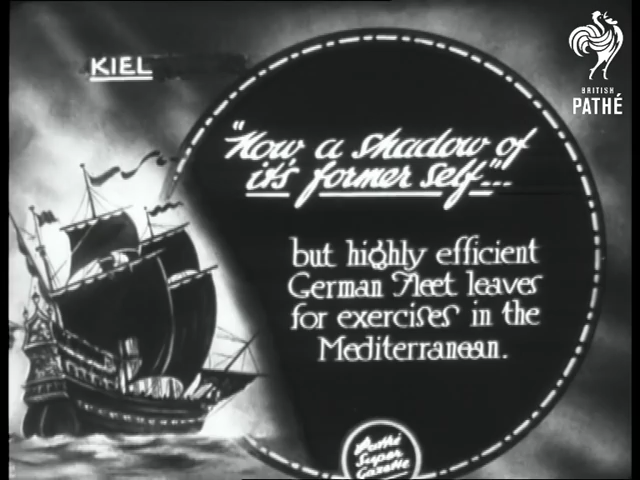 KIEL
BRITISH
PATHÉ
"Now a shadow of
it's former self"...
but highly efficient
German Fleet leaves
for exercises in the
Mediterranean.
Pathé
Super
Gazette